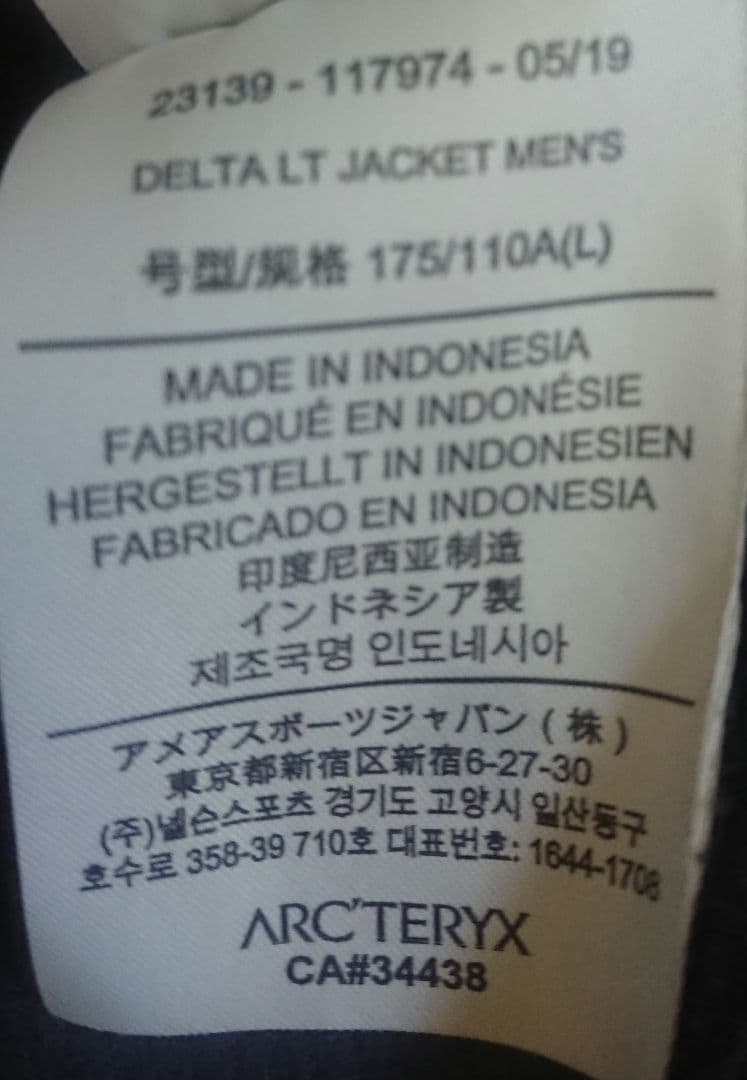 23139 - 117974 - 05/19
DELTA LT JACKET MEN'S
号型/规格 175/110A(L)
MADE IN INDONESIA
FABRIQUÉ EN INDONÉSIE
HERGESTELLT IN INDONESIEN
FABRICADO EN INDONESIA
印度尼西亚制造
インドネシア製
제조국명 인도네시아
アメアスポーツジャパン (株)
東京都新宿区新宿6-27-30
(주)넬슨스포츠 경기도 고양시 일산동구
호수로 358-39 710호 대표번호: 1644-1708
ARC'TERYX
CA#34438